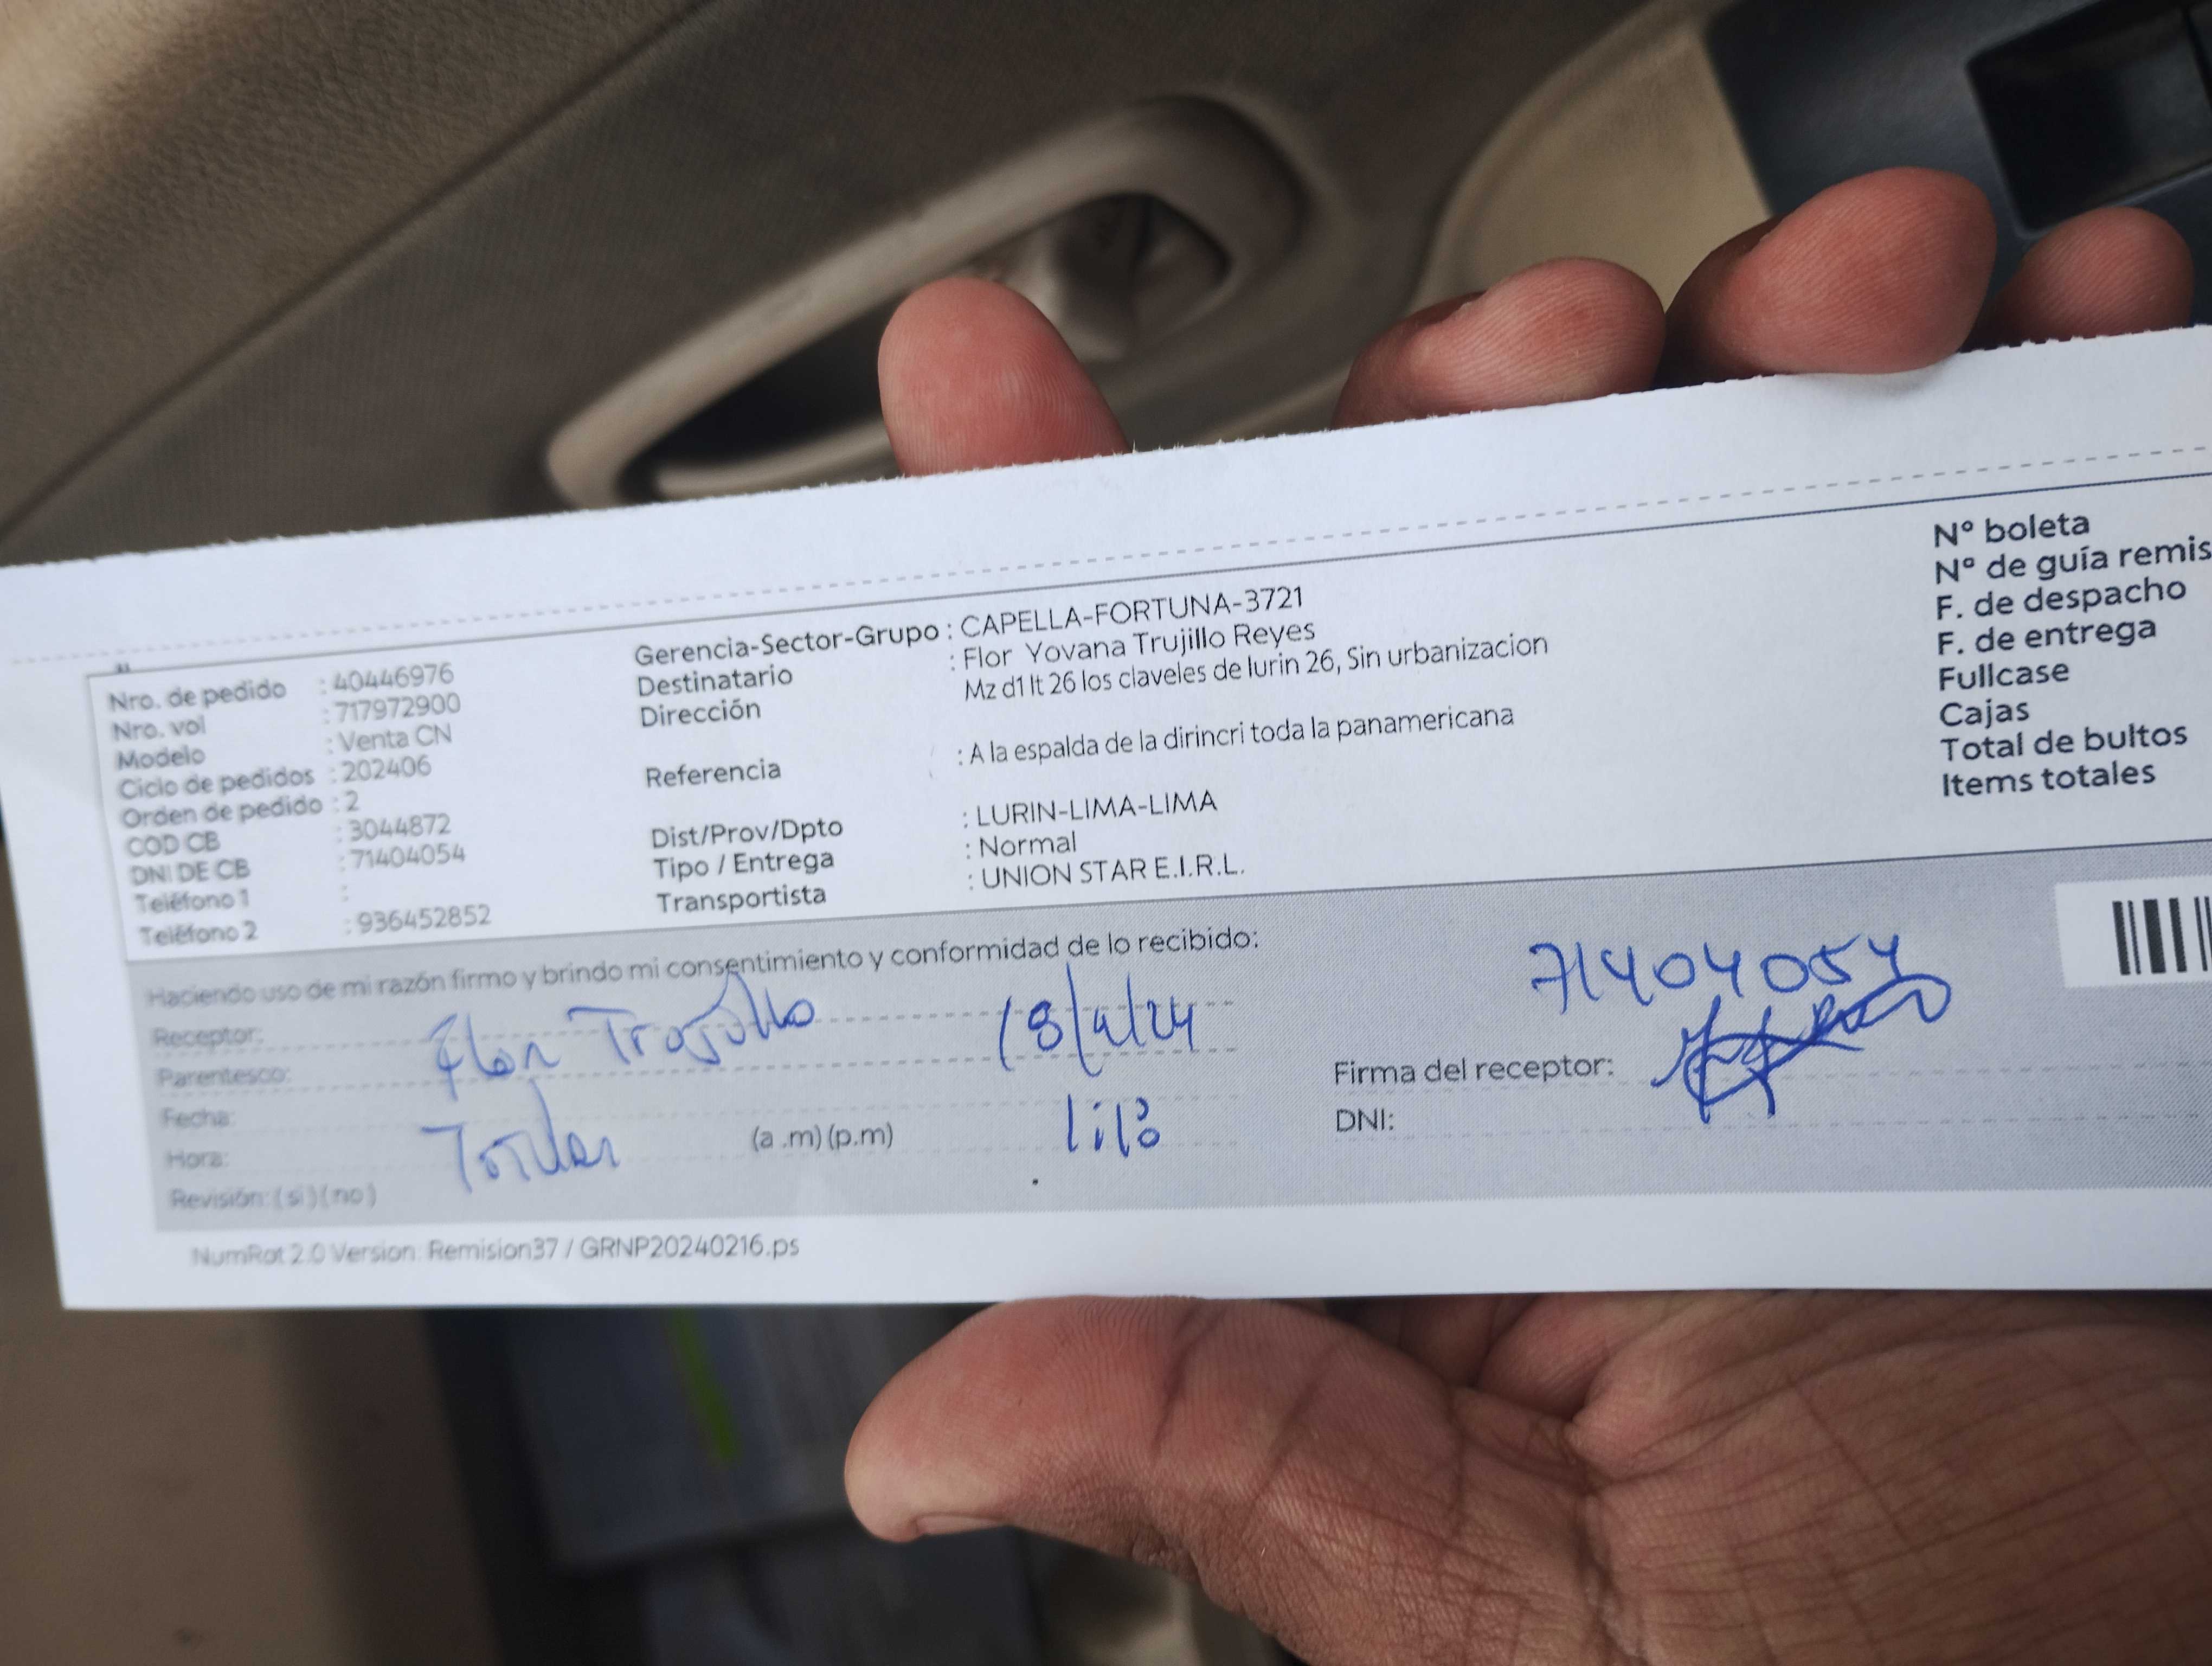 Nro. de pedido : 40446976
Nro. vol : 717972900
Modelo : Venta CN
Ciclo de pedidos : 202406
Orden de pedido : 2
COD CB : 3044872
DNI DE CB : 71404054
Teléfono 1 :
Teléfono 2 : 936452852
Gerencia-Sector-Grupo : CAPELLA-FORTUNA-3721
Destinatario : Flor Yovana Trujillo Reyes
Dirección Mz d1 lt 26 los claveles de lurin 26, Sin urbanizacion
Referencia : A la espalda de la dirincri toda la panamericana
Dist/Prov/Dpto : LURIN-LIMA-LIMA
Tipo / Entrega : Normal
Transportista : UNION STAR E.I.R.L.
N° boleta
N° de guía remis
F. de despacho
F. de entrega
Fullcase
Cajas
Total de bultos
Items totales
Haciendo uso de mi razón firmo y brindo mi consentimiento y conformidad de lo recibido:
Receptor: Flor Trujillo 18/4/24
Parentesco:
Fecha:
Hora: (a .m) (p.m)
Revisión: ( si ) ( no )
71404054
Firma del receptor:
DNI:
NumRot 2.0 Version: Remision37 / GRNP20240216.ps